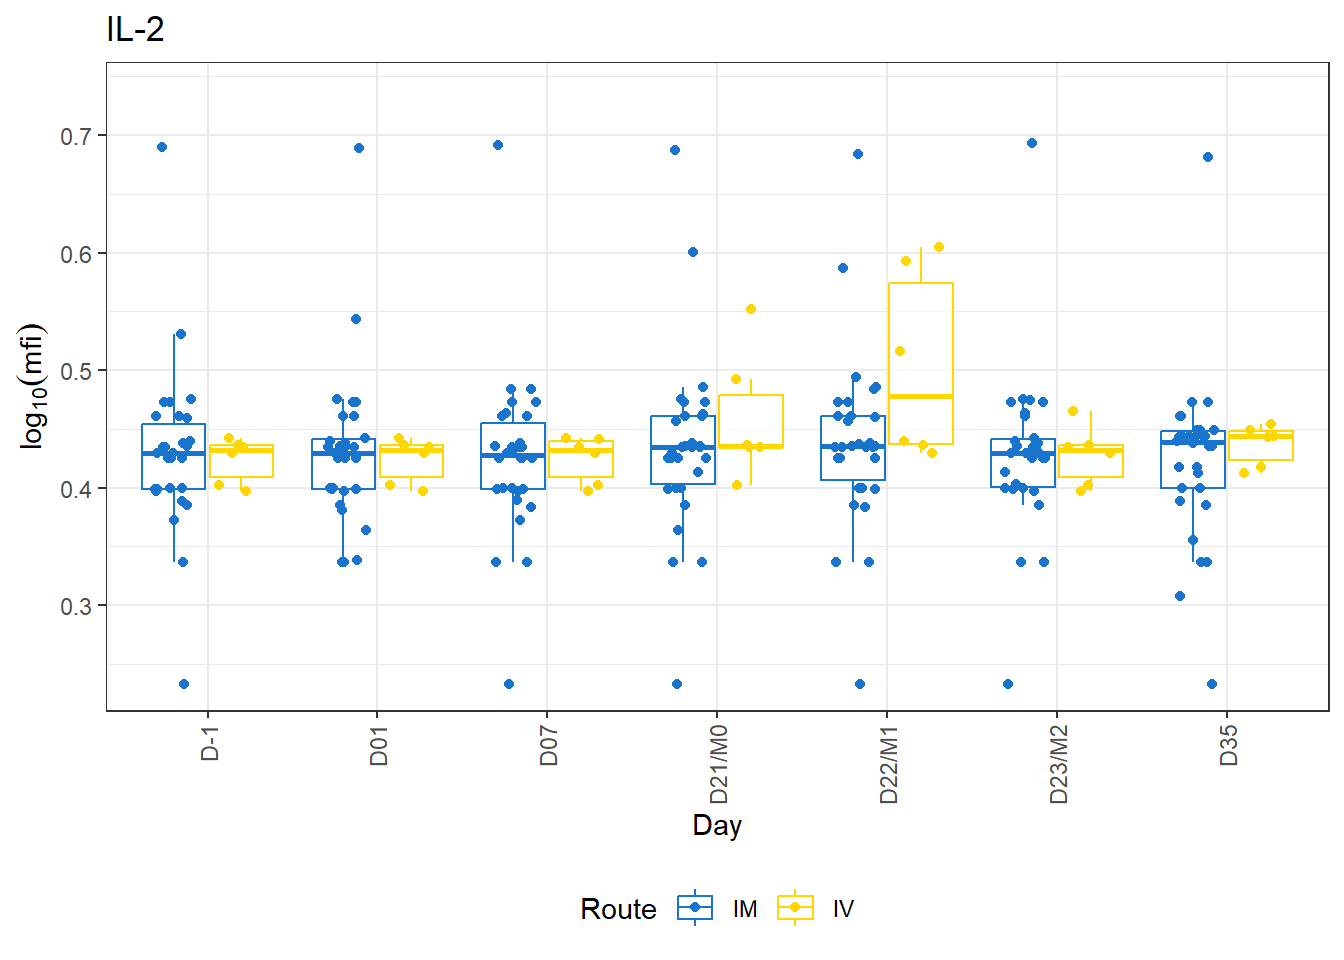 IL-2
log10(mfi)
0.7
0.6
0.5
0.4
0.3
D-1
D01
D07
D21/M0
D22/M1
D23/M2
D35
Day
Route IM IV